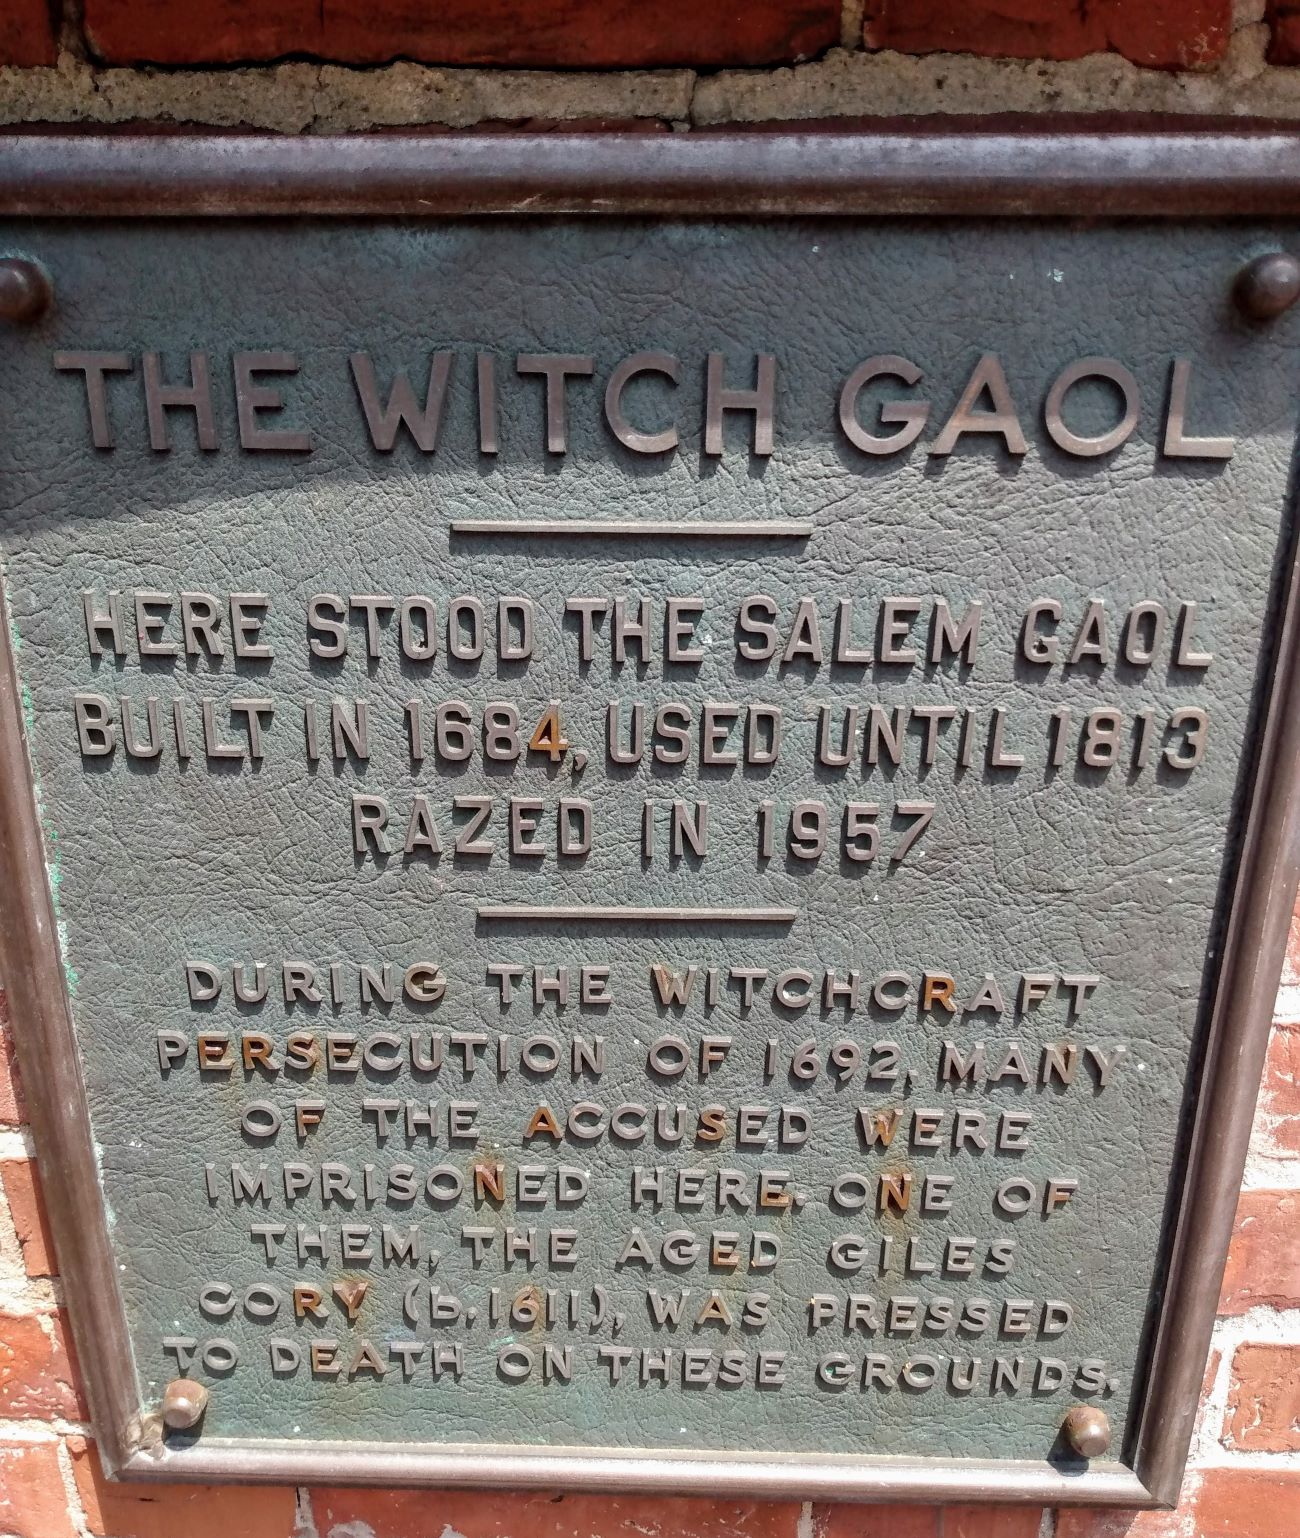 THE WITCH GAOL
HERE STOOD THE SALEM GAOL
BUILT IN 1684, USED UNTIL 1813
RAZED IN 1957
DURING THE WITCHCRAFT
PERSECUTION OF 1692, MANY
OF THE ACCUSED WERE
IMPRISONED HERE. ONE OF
THEM, THE AGED GILES
CORY (b.1611), WAS PRESSED
TO DEATH ON THESE GROUNDS.